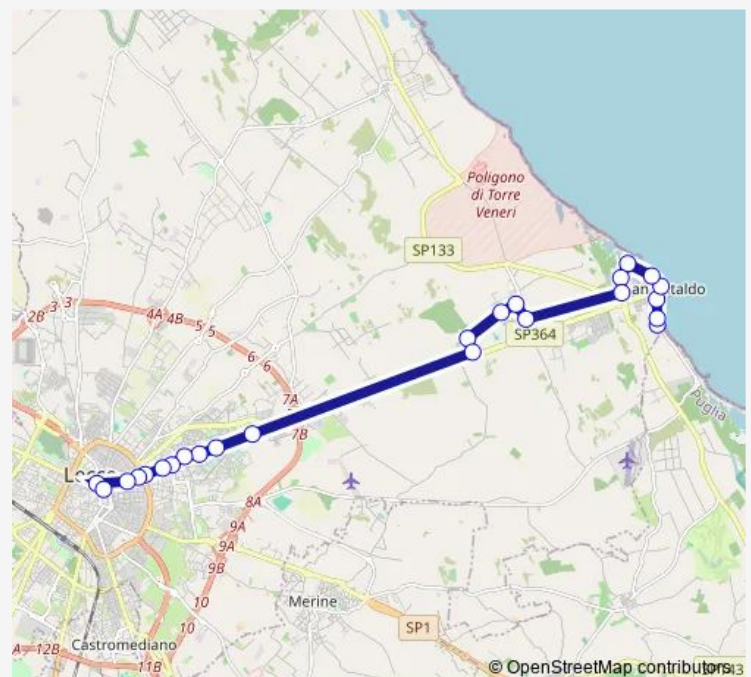 Poligono
di Torre
Veneri
SP133
3
3
2B
4A
4B
5
5
6
6
SP364
7A
7B
Puglia
8A
9A
9A
9B
10
10
11B
12B
A
Merine
SP1
Castromediano
© OpenStreetMap contributors